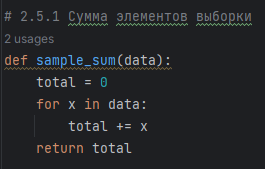 # 2.5.1 Сумма элементов выборки
2 usages
def sample_sum(data):
    total = 0
    for x in data:
        total += x
    return total